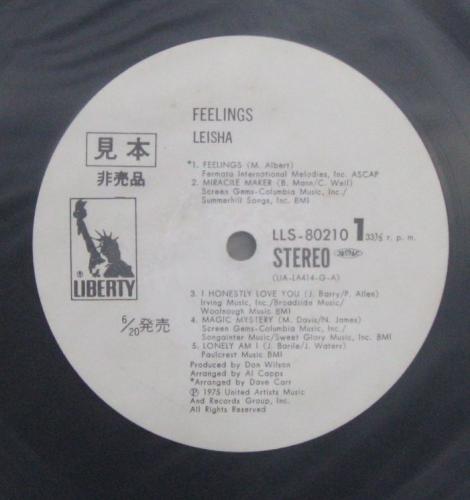 FEELINGS
LEISHA
見本
非売品
*1. FEELINGS (M. Albert)
Fermata International Melodies, Inc. ASCAP
2. MIRACLE MAKER (B. Mann/C. Weil)
Screen Gems-Columbia Music, Inc./
Summerhill Songs, Inc. BMI
LLS-80210 1 33⅓ r. p. m.
STEREO
(UA-LA414-G-A)
® LIBERTY
6/20発売
3. I HONESTLY LOVE YOU (J. Barry/P. Allen)
Irving Music, Inc./Broadside Music/
Woolnough Music BMI
4. MAGIC MYSTERY (M. Davis/N. James)
Screen Gems-Columbia Music, Inc./
Songpainter Music/Sweet Glory Music, Inc. BMI
5. LONELY AM I (J. Barile/J. Waters)
Paulcrest Music BMI
Produced by Don Wilson
Arranged by Al Capps
*Arranged by Dave Carr
Ⓟ 1975 United Artists Music
And Records Group, Inc.
All Rights Reserved